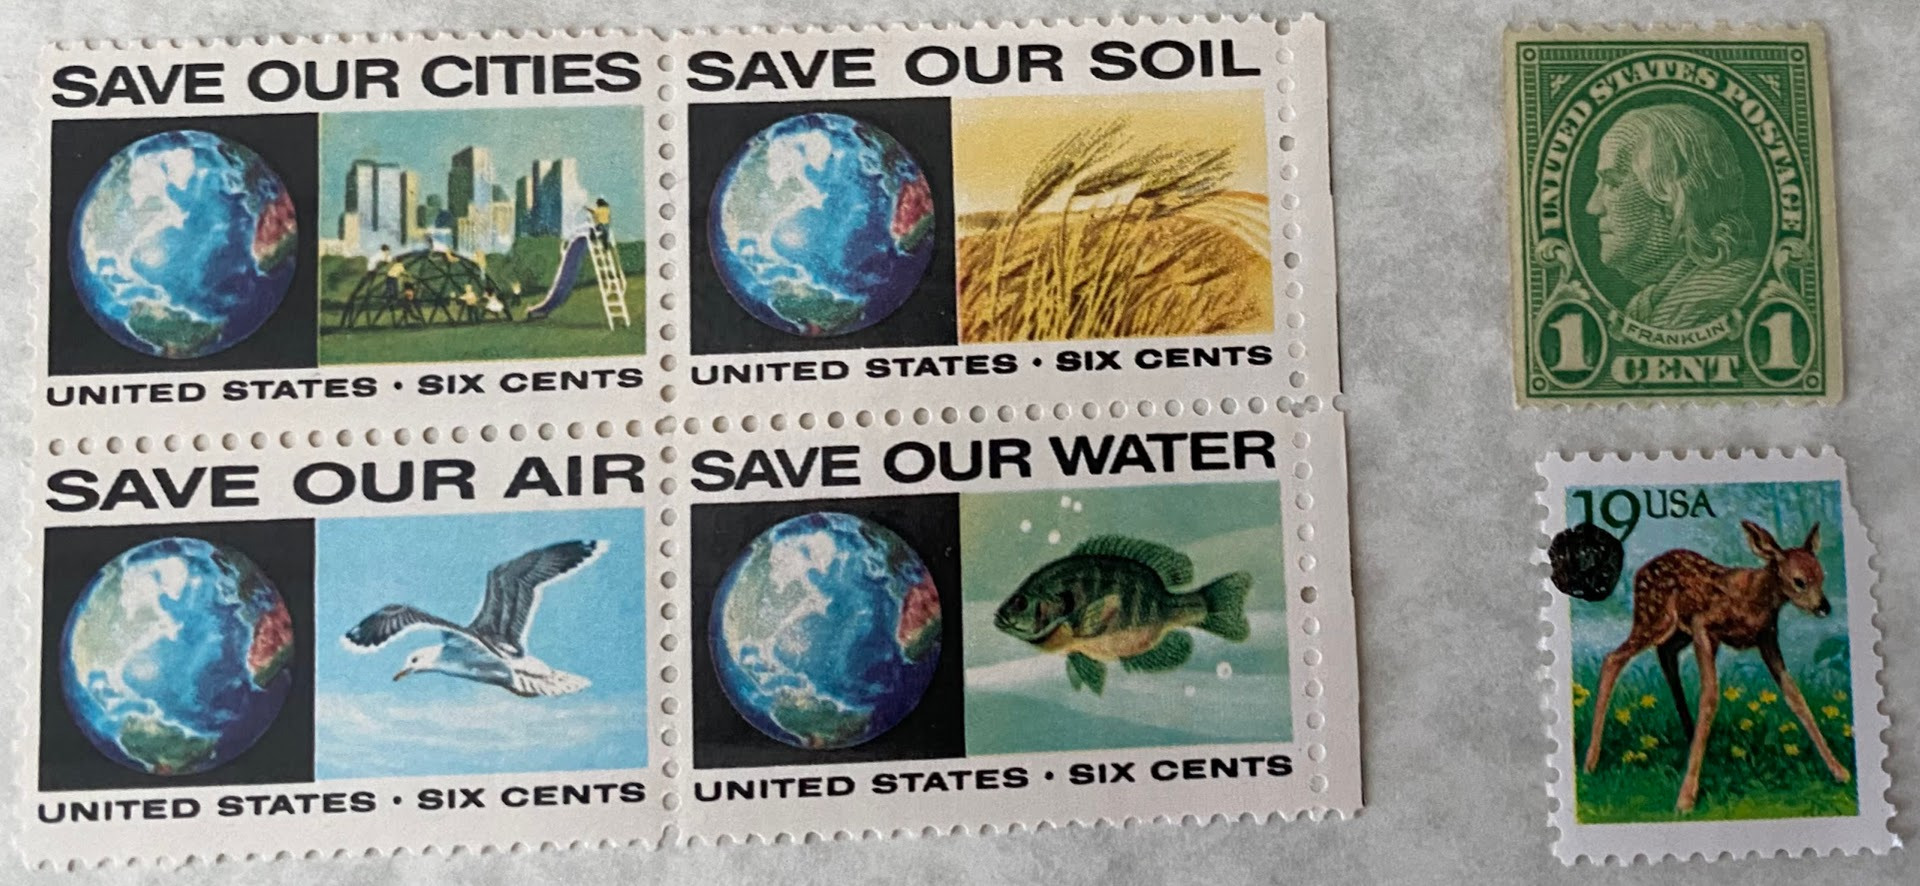 SAVE OUR CITIES
UNITED STATES · SIX CENTS
SAVE OUR SOIL
UNITED STATES · SIX CENTS
SAVE OUR AIR
UNITED STATES · SIX CENTS
SAVE OUR WATER
UNITED STATES · SIX CENTS
UNITED STATES POSTAGE
FRANKLIN
1 CENT 1
19 USA